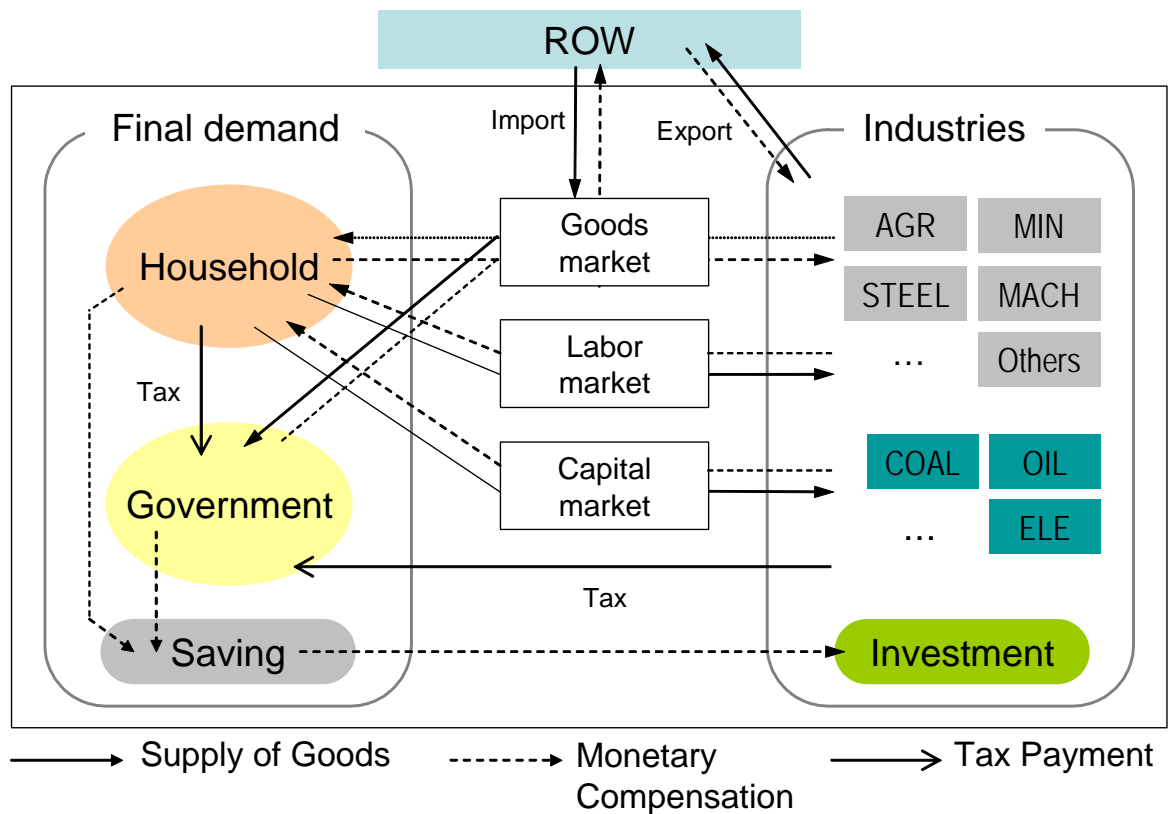 ROW
Import
Export
Final demand
Industries
Household
Goods
market
AGR
MIN
STEEL
MACH
Labor
market
...
Others
Tax
Government
Capital
market
COAL
OIL
...
ELE
Tax
Saving
Investment
Supply of Goods
Monetary
Compensation
Tax Payment